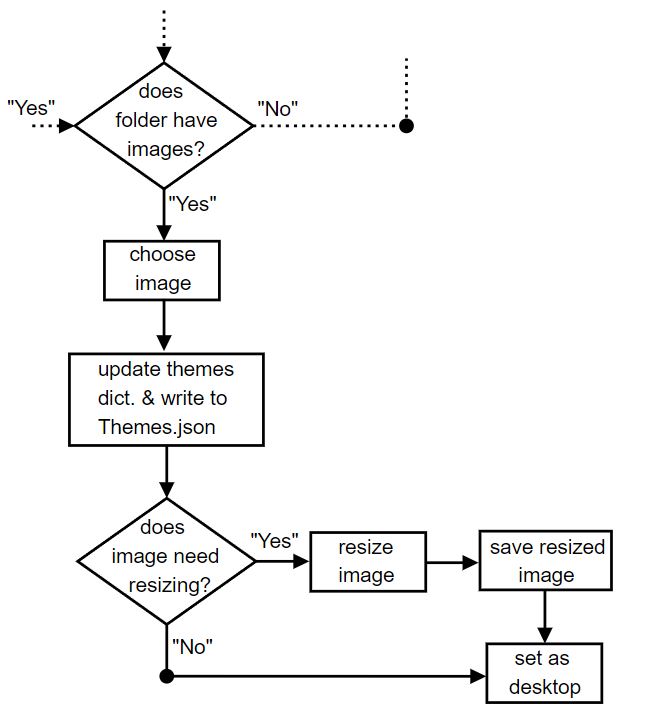 does
folder have
images?
"Yes"
"No"
"Yes"
choose
image
update themes
dict. & write to
Themes.json
does
image need
resizing?
"Yes"
resize
image
save resized
image
"No"
set as
desktop